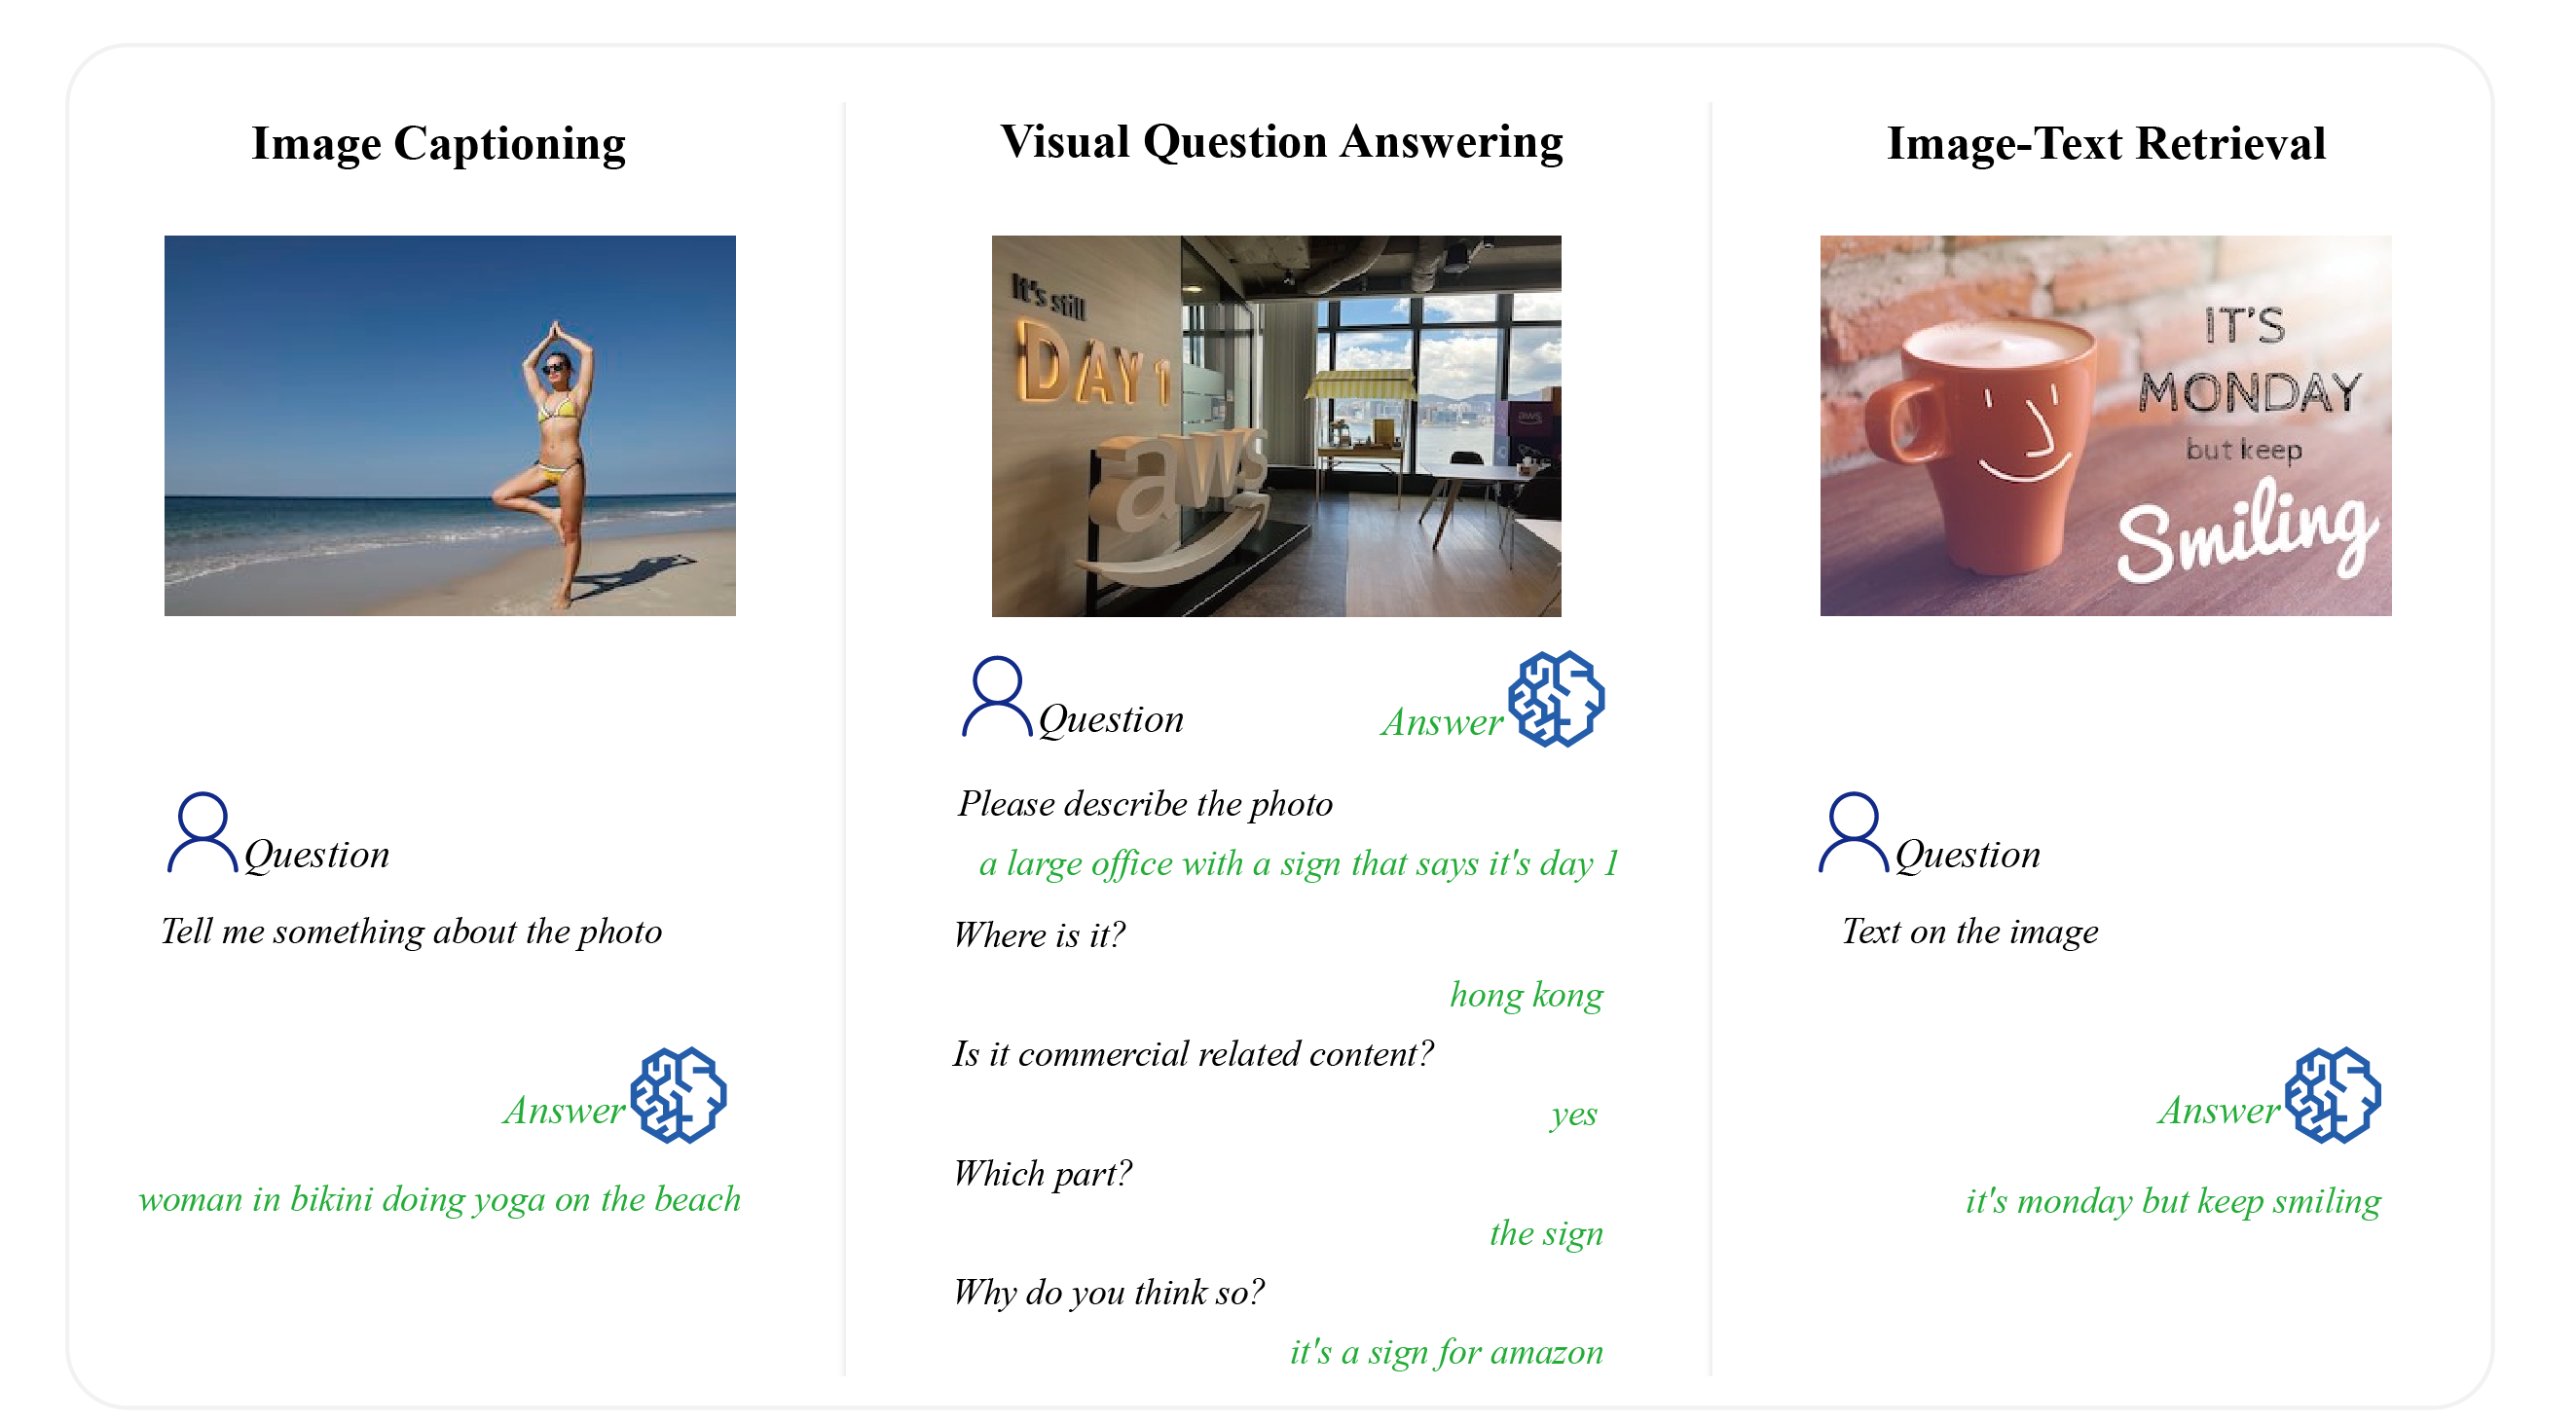 Image Captioning
Tell me something about the photo
Question
Answer
woman in bikini doing yoga on the beach
Visual Question Answering
It's still
DAY 1
aws
aws
Question
Answer
Please describe the photo
a large office with a sign that says it's day 1
Where is it?
hong kong
Is it commercial related content?
yes
Which part?
the sign
Why do you think so?
it's a sign for amazon
Image-Text Retrieval
IT'S
MONDAY
but keep
Smiling
Question
Text on the image
Answer
it's monday but keep smiling